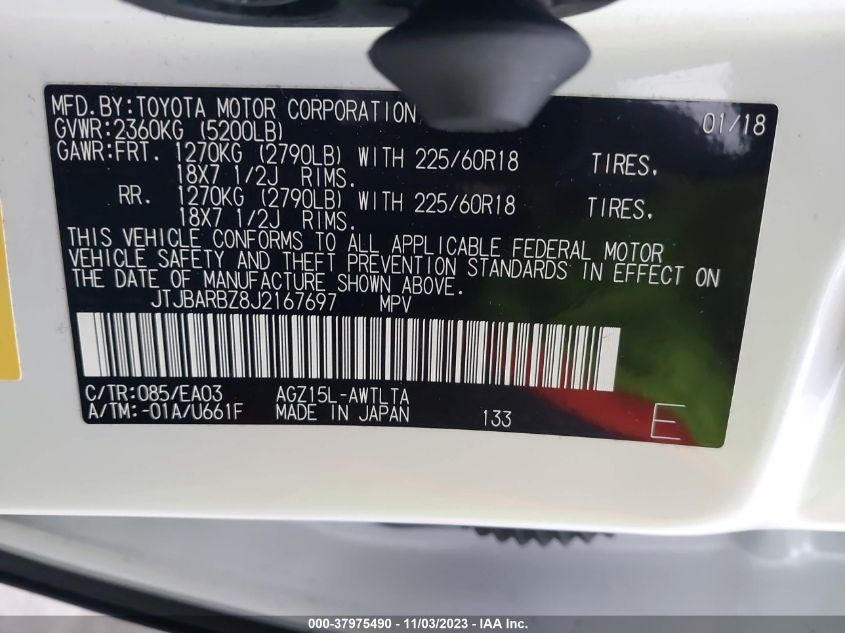 MFD.BY:TOYOTA MOTOR CORPORATION 01/18
GVWR:2360KG (5200LB)
GAWR:FRT. 1270KG (2790LB) WITH 225/60R18 TIRES,
18X7 1/2J RIMS.
RR. 1270KG (2790LB) WITH 225/60R18 TIRES,
18X7 1/2J RIMS.
THIS VEHICLE CONFORMS TO ALL APPLICABLE FEDERAL MOTOR
VEHICLE SAFETY AND THEFT PREVENTION STANDARDS IN EFFECT ON
THE DATE OF MANUFACTURE SHOWN ABOVE.
JTJBARBZ8J2167697 MPV
C/TR:085/EA03 AGZ15L-AWTLTA
A/TM:-01A/U661F MADE IN JAPAN 133 E
000-37975490 - 11/03/2023 - IAA Inc.